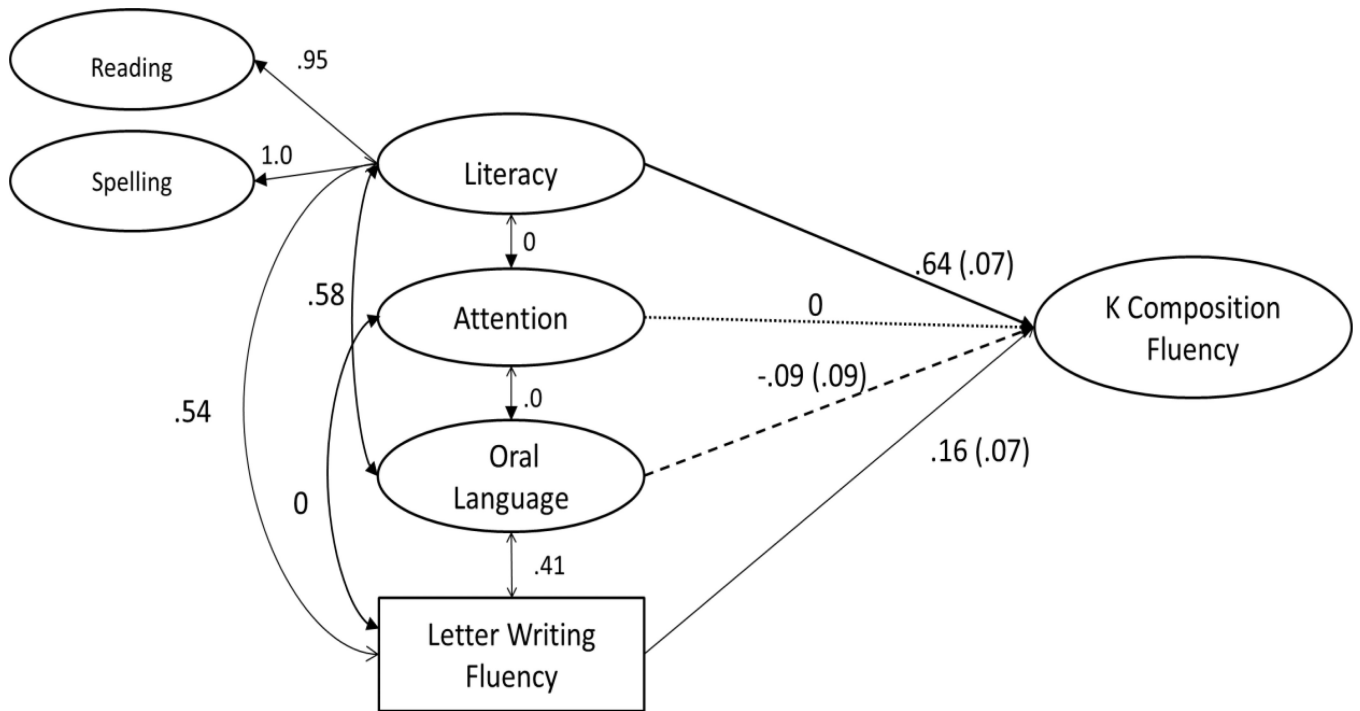 Reading
.95
Spelling
1.0
Literacy
0
.64 (.07)
.58
Attention
0
K Composition
Fluency
.0
-.09 (.09)
.54
Oral
Language
.16 (.07)
0
.41
Letter Writing
Fluency